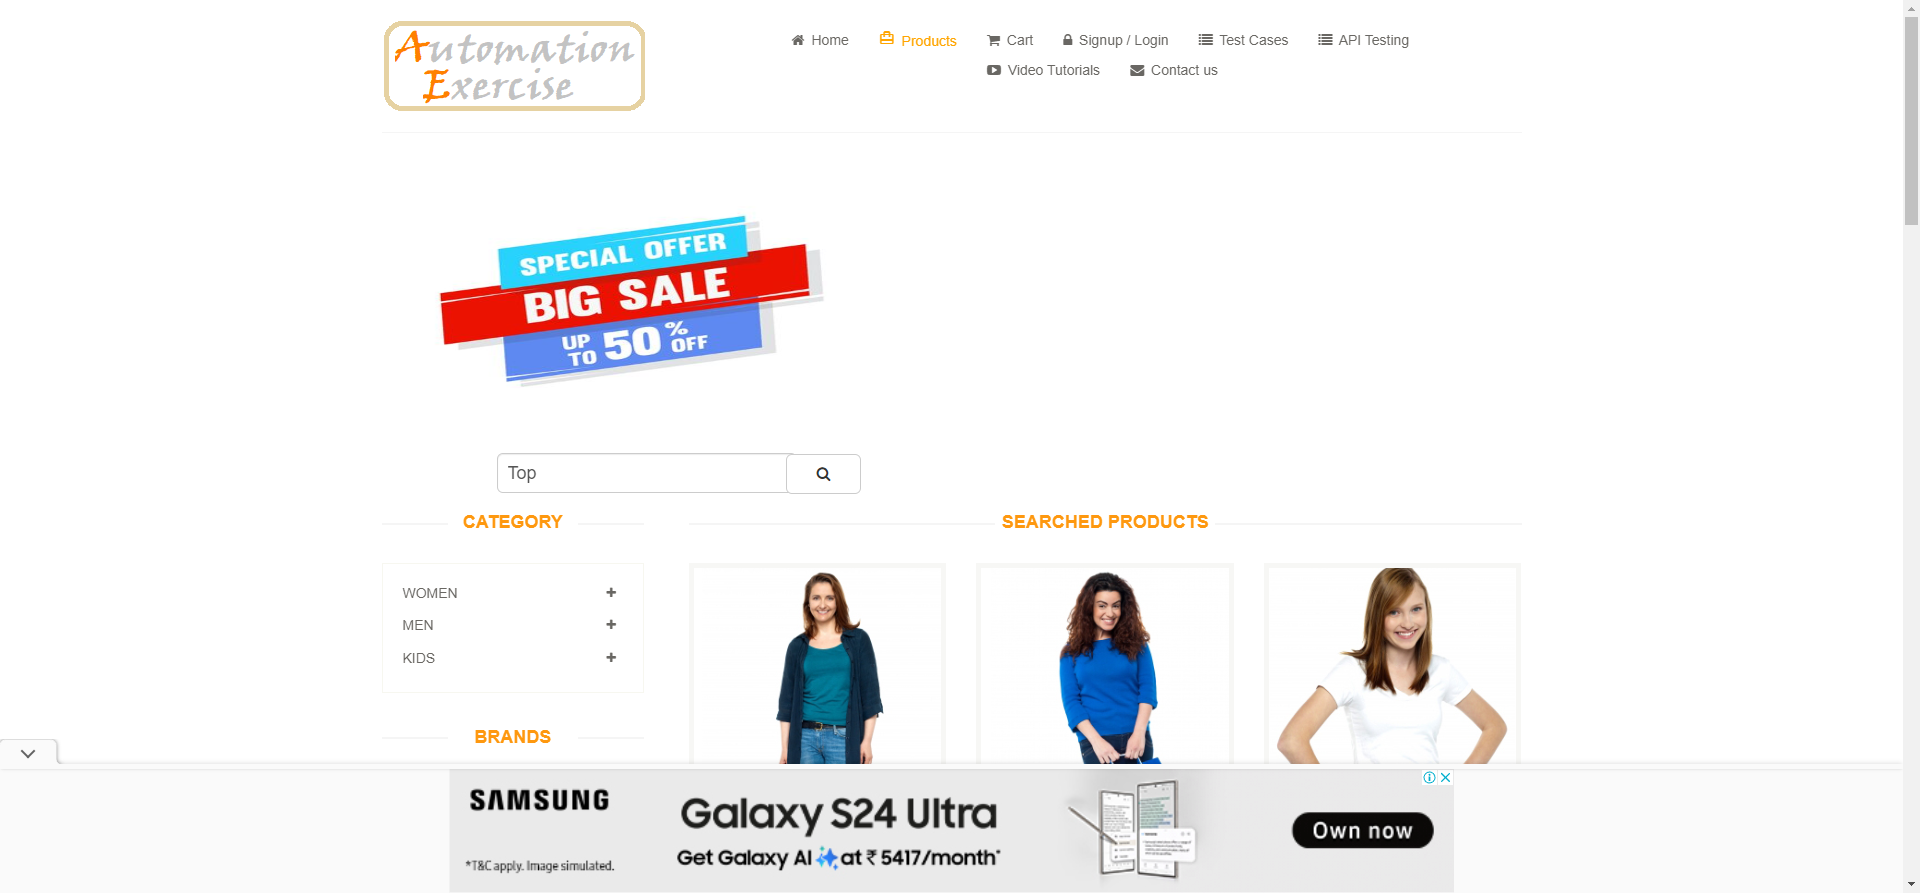 Automation
Exercise
Home
Products
Cart
Signup / Login
Test Cases
API Testing
Video Tutorials
Contact us
SPECIAL OFFER
BIG SALE
UP TO 50% OFF
Top
CATEGORY
WOMEN
MEN
KIDS
BRANDS
SEARCHED PRODUCTS
SAMSUNG
*T&C apply. Image simulated.
Galaxy S24 Ultra
Get Galaxy AI at ₹ 5417/month*
Own now